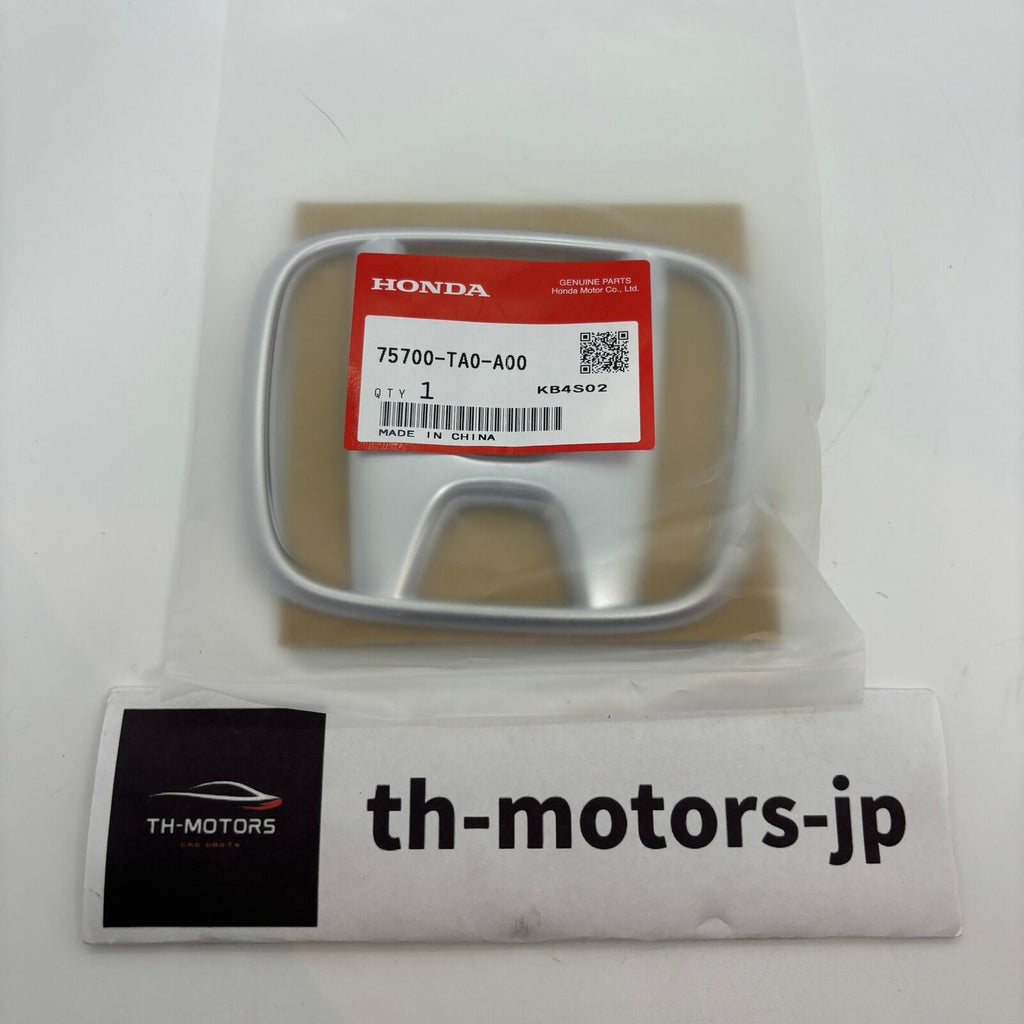 HONDA
GENUINE PARTS
Honda Motor Co., Ltd.
75700-TA0-A00
QTY 1
KB4S02
MADE IN CHINA
TH-MOTORS
th-motors-jp